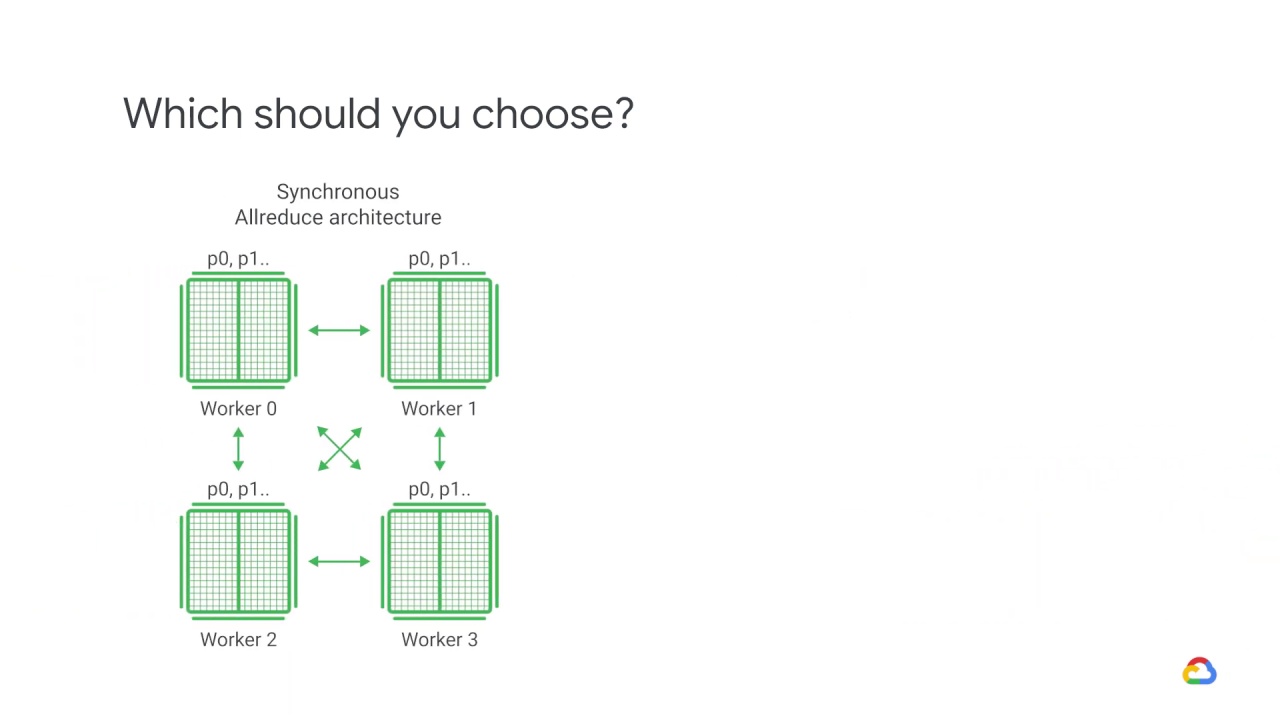 Which should you choose?
Synchronous
Allreduce architecture
p0, p1..
p0, p1..
Worker 0
Worker 1
p0, p1..
p0, p1..
Worker 2
Worker 3